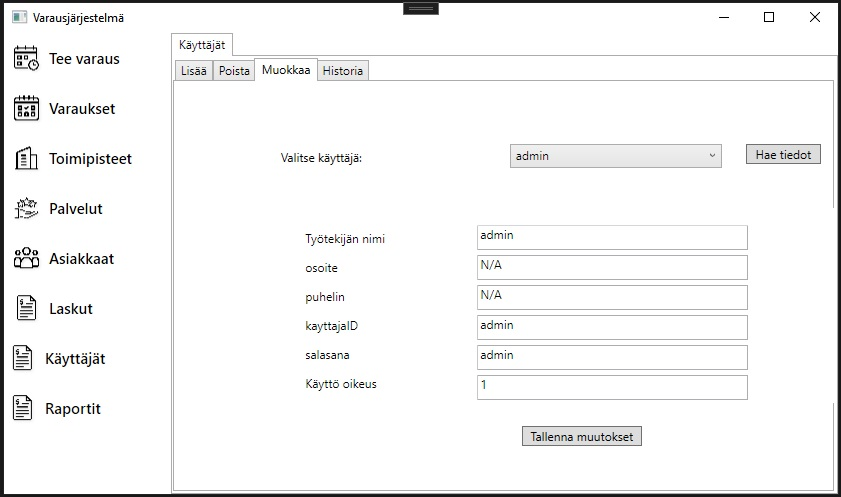 Varausjärjestelmä
Tee varaus
Varaukset
Toimipisteet
Palvelut
Asiakkaat
Laskut
Käyttäjät
Raportit
Käyttäjät
Lisää Poista Muokkaa Historia
Valitse käyttäjä: admin Hae tiedot
Työtekijän nimi admin
osoite N/A
puhelin N/A
kayttajaID admin
salasana admin
Käyttö oikeus 1
Tallenna muutokset